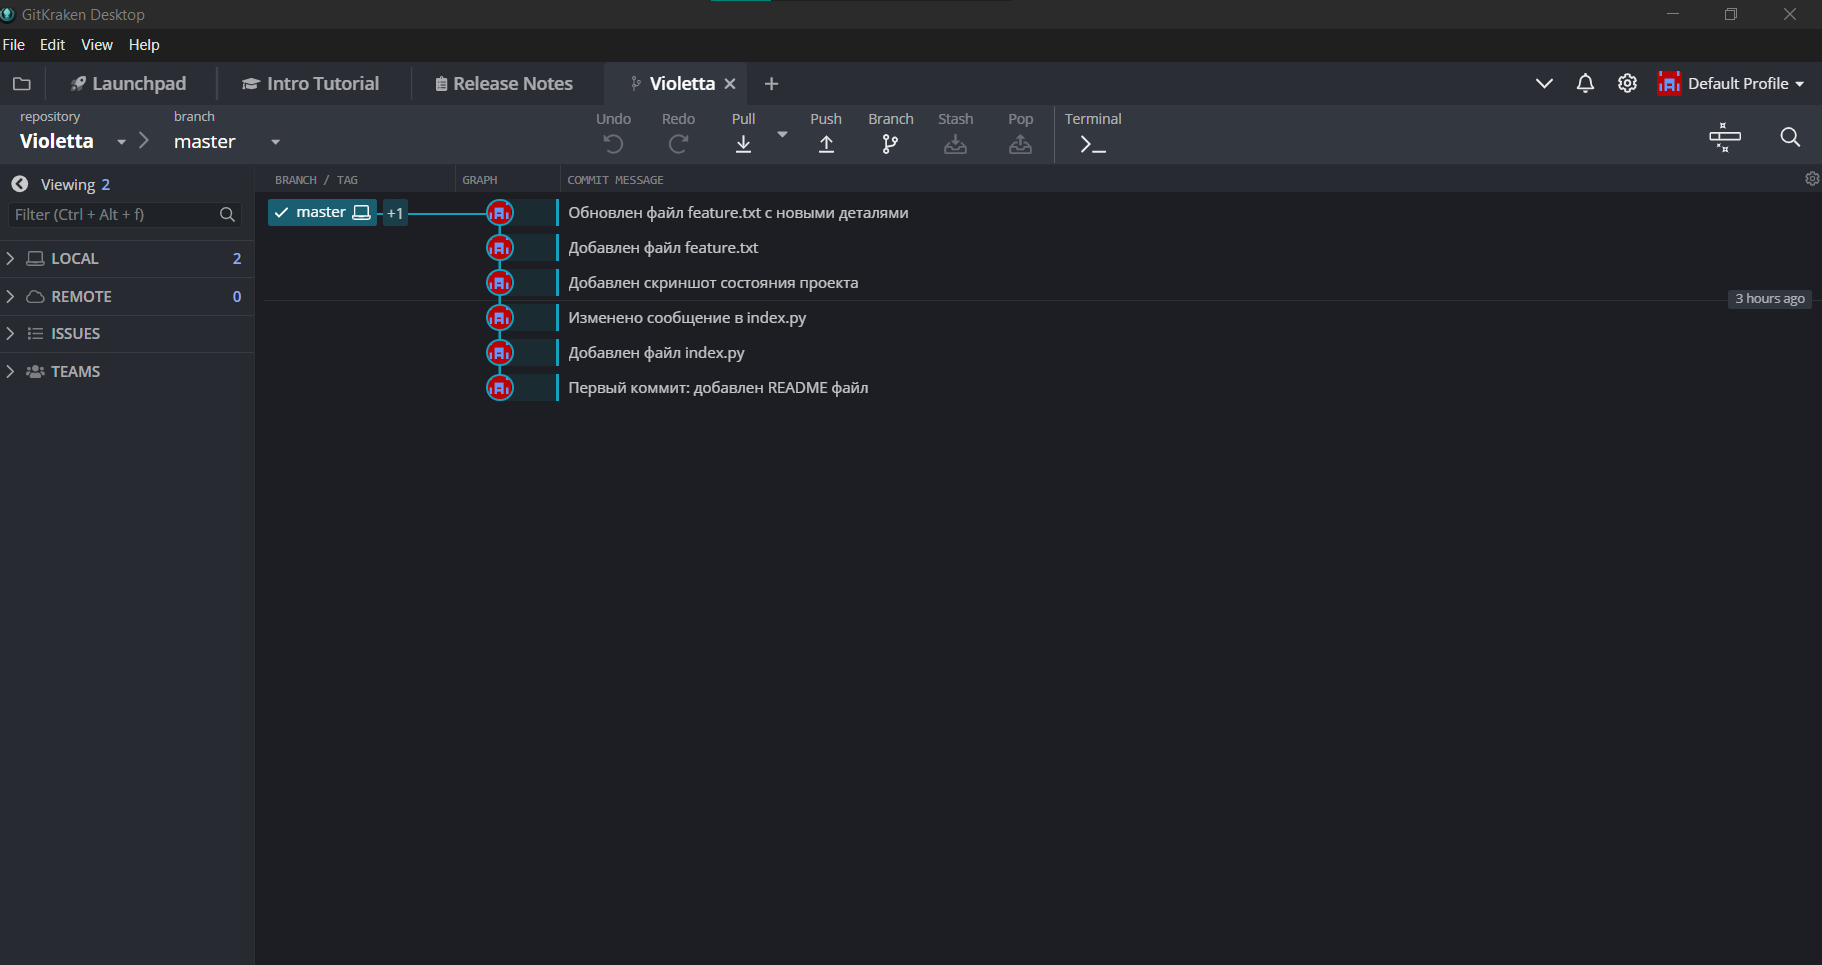 GitKraken Desktop
File Edit View Help
Launchpad Intro Tutorial Release Notes Violetta Default Profile
repository branch Undo Redo Pull Push Branch Stash Pop Terminal
Violetta master
Viewing 2 BRANCH / TAG GRAPH COMMIT MESSAGE
Filter (Ctrl + Alt + f) master +1 Обновлен файл feature.txt с новыми деталями
Добавлен файл feature.txt
LOCAL 2
Добавлен скриншот состояния проекта
REMOTE 0 3 hours ago
Изменено сообщение в index.py
ISSUES
Добавлен файл index.py
TEAMS
Первый коммит: добавлен README файл